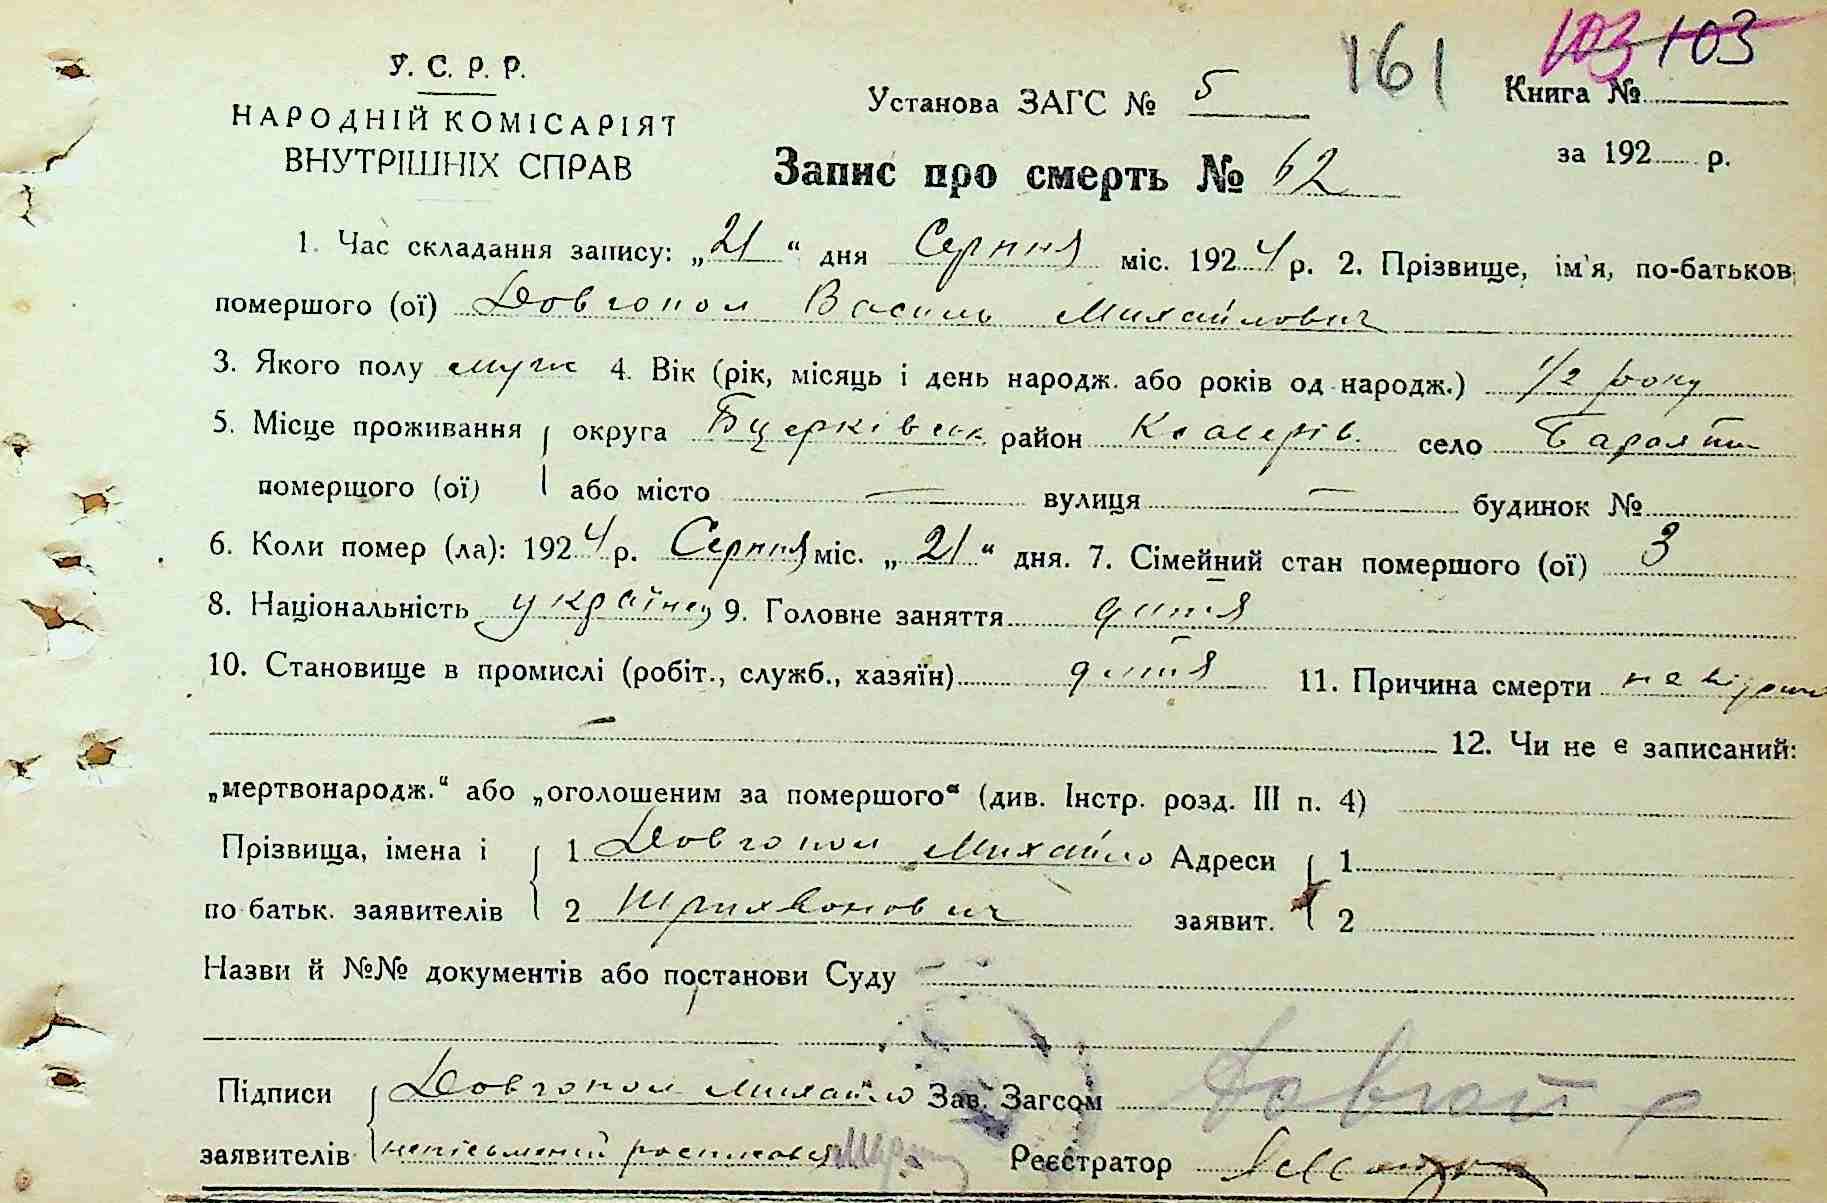 161
103 103
У. С. Р. Р.
НАРОДНІЙ КОМІСАРІЯТ
ВНУТРІШНІХ СПРАВ
Установа ЗАГС № 5
Книга №
за 192 р.
Запис про смерть № 62
1. Час складання запису: „21“ дня Серпня міс. 1924 р. 2. Прізвище, ім'я, по-батьков
помершого (ої) Довгопол Василь Михайлович
3. Якого полу муж 4. Вік (рік, місяць і день народж. або років од народж.) 1/2 року
5. Місце проживання округа Бцерківськ район село
помершого (ої) або місто — вулиця — будинок №
6. Коли помер (ла): 1924 р. Серпня міс. „21“ дня. 7. Сімейний стан помершого (ої) 3
8. Національність українец 9. Головне заняття дитя
10. Становище в промислі (робіт., служб., хазяїн) дитя 11. Причина смерти
—
12. Чи не є записаний:
„мертвонародж.“ або „оголошеним за помершого“ (див. Інстр. розд. III п. 4)
Прізвища, імена і 1 Довгопол Михайло Адреси 1
по батьк. заявителів 2 заявит. 2
Назви й №№ документів або постанови Суду —
Підписи Довгопол Михайло Зав. Загсом
заявителів неписьменний Реєстратор